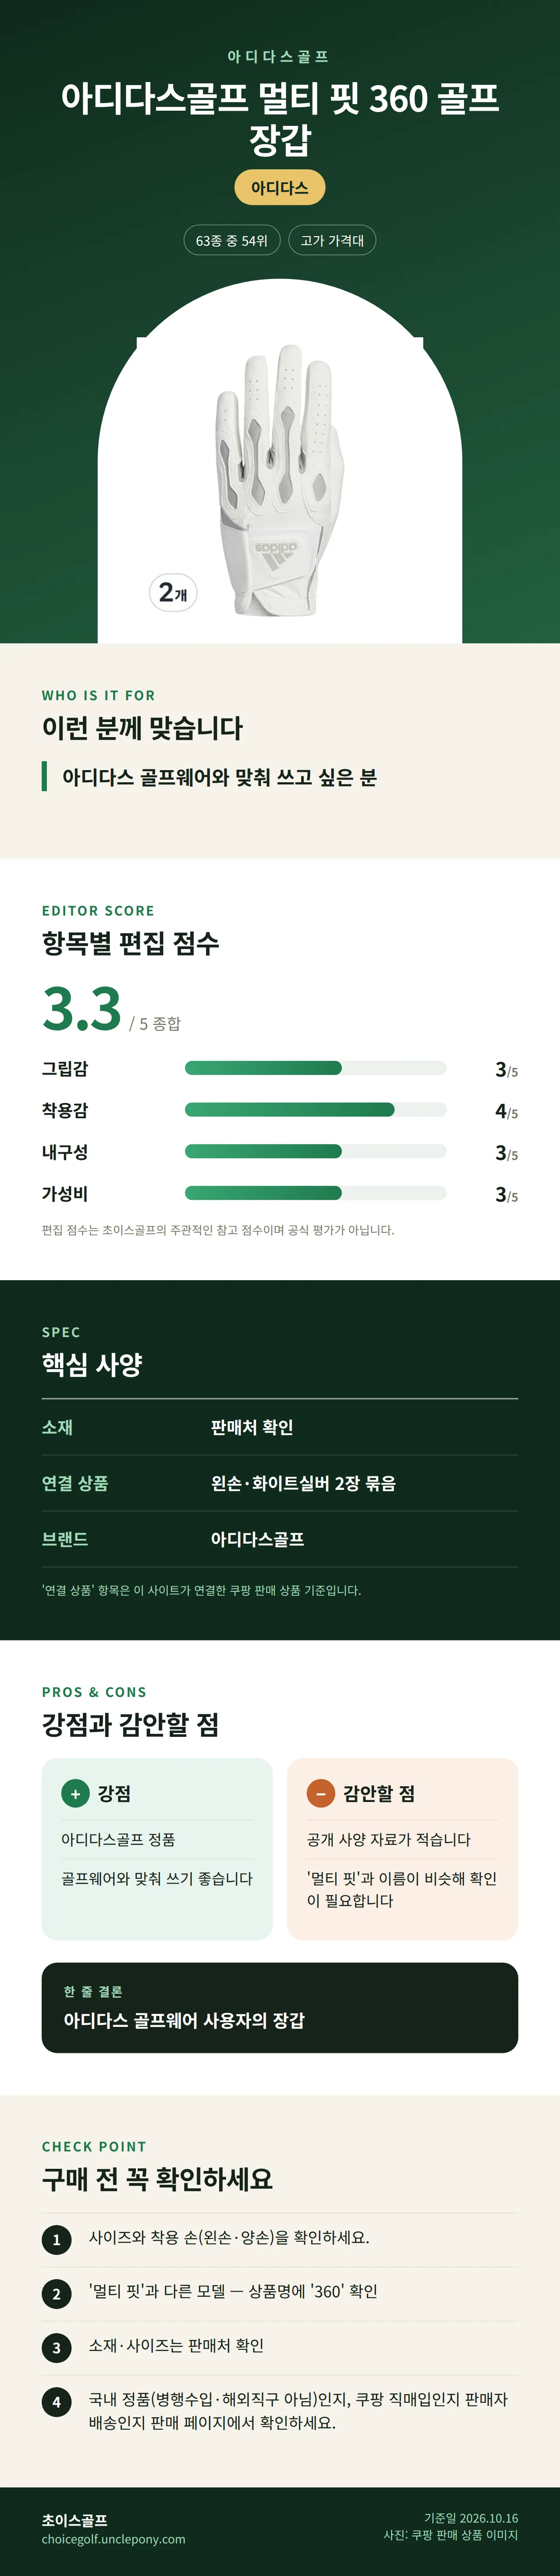 아디다스골프
아디다스골프 멀티 핏 360 골프
장갑
아디다스
63종 중 54위
고가 가격대
adidas
2개
WHO IS IT FOR
이런 분께 맞습니다
아디다스 골프웨어와 맞춰 쓰고 싶은 분
EDITOR SCORE
항목별 편집 점수
3.3 / 5 종합
그립감 3/5
착용감 4/5
내구성 3/5
가성비 3/5
편집 점수는 초이스골프의 주관적인 참고 점수이며 공식 평가가 아닙니다.
SPEC
핵심 사양
소재 판매처 확인
연결 상품 왼손·화이트실버 2장 묶음
브랜드 아디다스골프
'연결 상품' 항목은 이 사이트가 연결한 쿠팡 판매 상품 기준입니다.
PROS & CONS
강점과 감안할 점
+ 강점
아디다스골프 정품
골프웨어와 맞춰 쓰기 좋습니다
− 감안할 점
공개 사양 자료가 적습니다
'멀티 핏'과 이름이 비슷해 확인
이 필요합니다
한 줄 결론
아디다스 골프웨어 사용자의 장갑
CHECK POINT
구매 전 꼭 확인하세요
1 사이즈와 착용 손(왼손·양손)을 확인하세요.
2 '멀티 핏'과 다른 모델 — 상품명에 '360' 확인
3 소재·사이즈는 판매처 확인
4 국내 정품(병행수입·해외직구 아님)인지, 쿠팡 직매입인지 판매자
배송인지 판매 페이지에서 확인하세요.
초이스골프
choicegolf.unclepony.com
기준일 2026.10.16
사진: 쿠팡 판매 상품 이미지